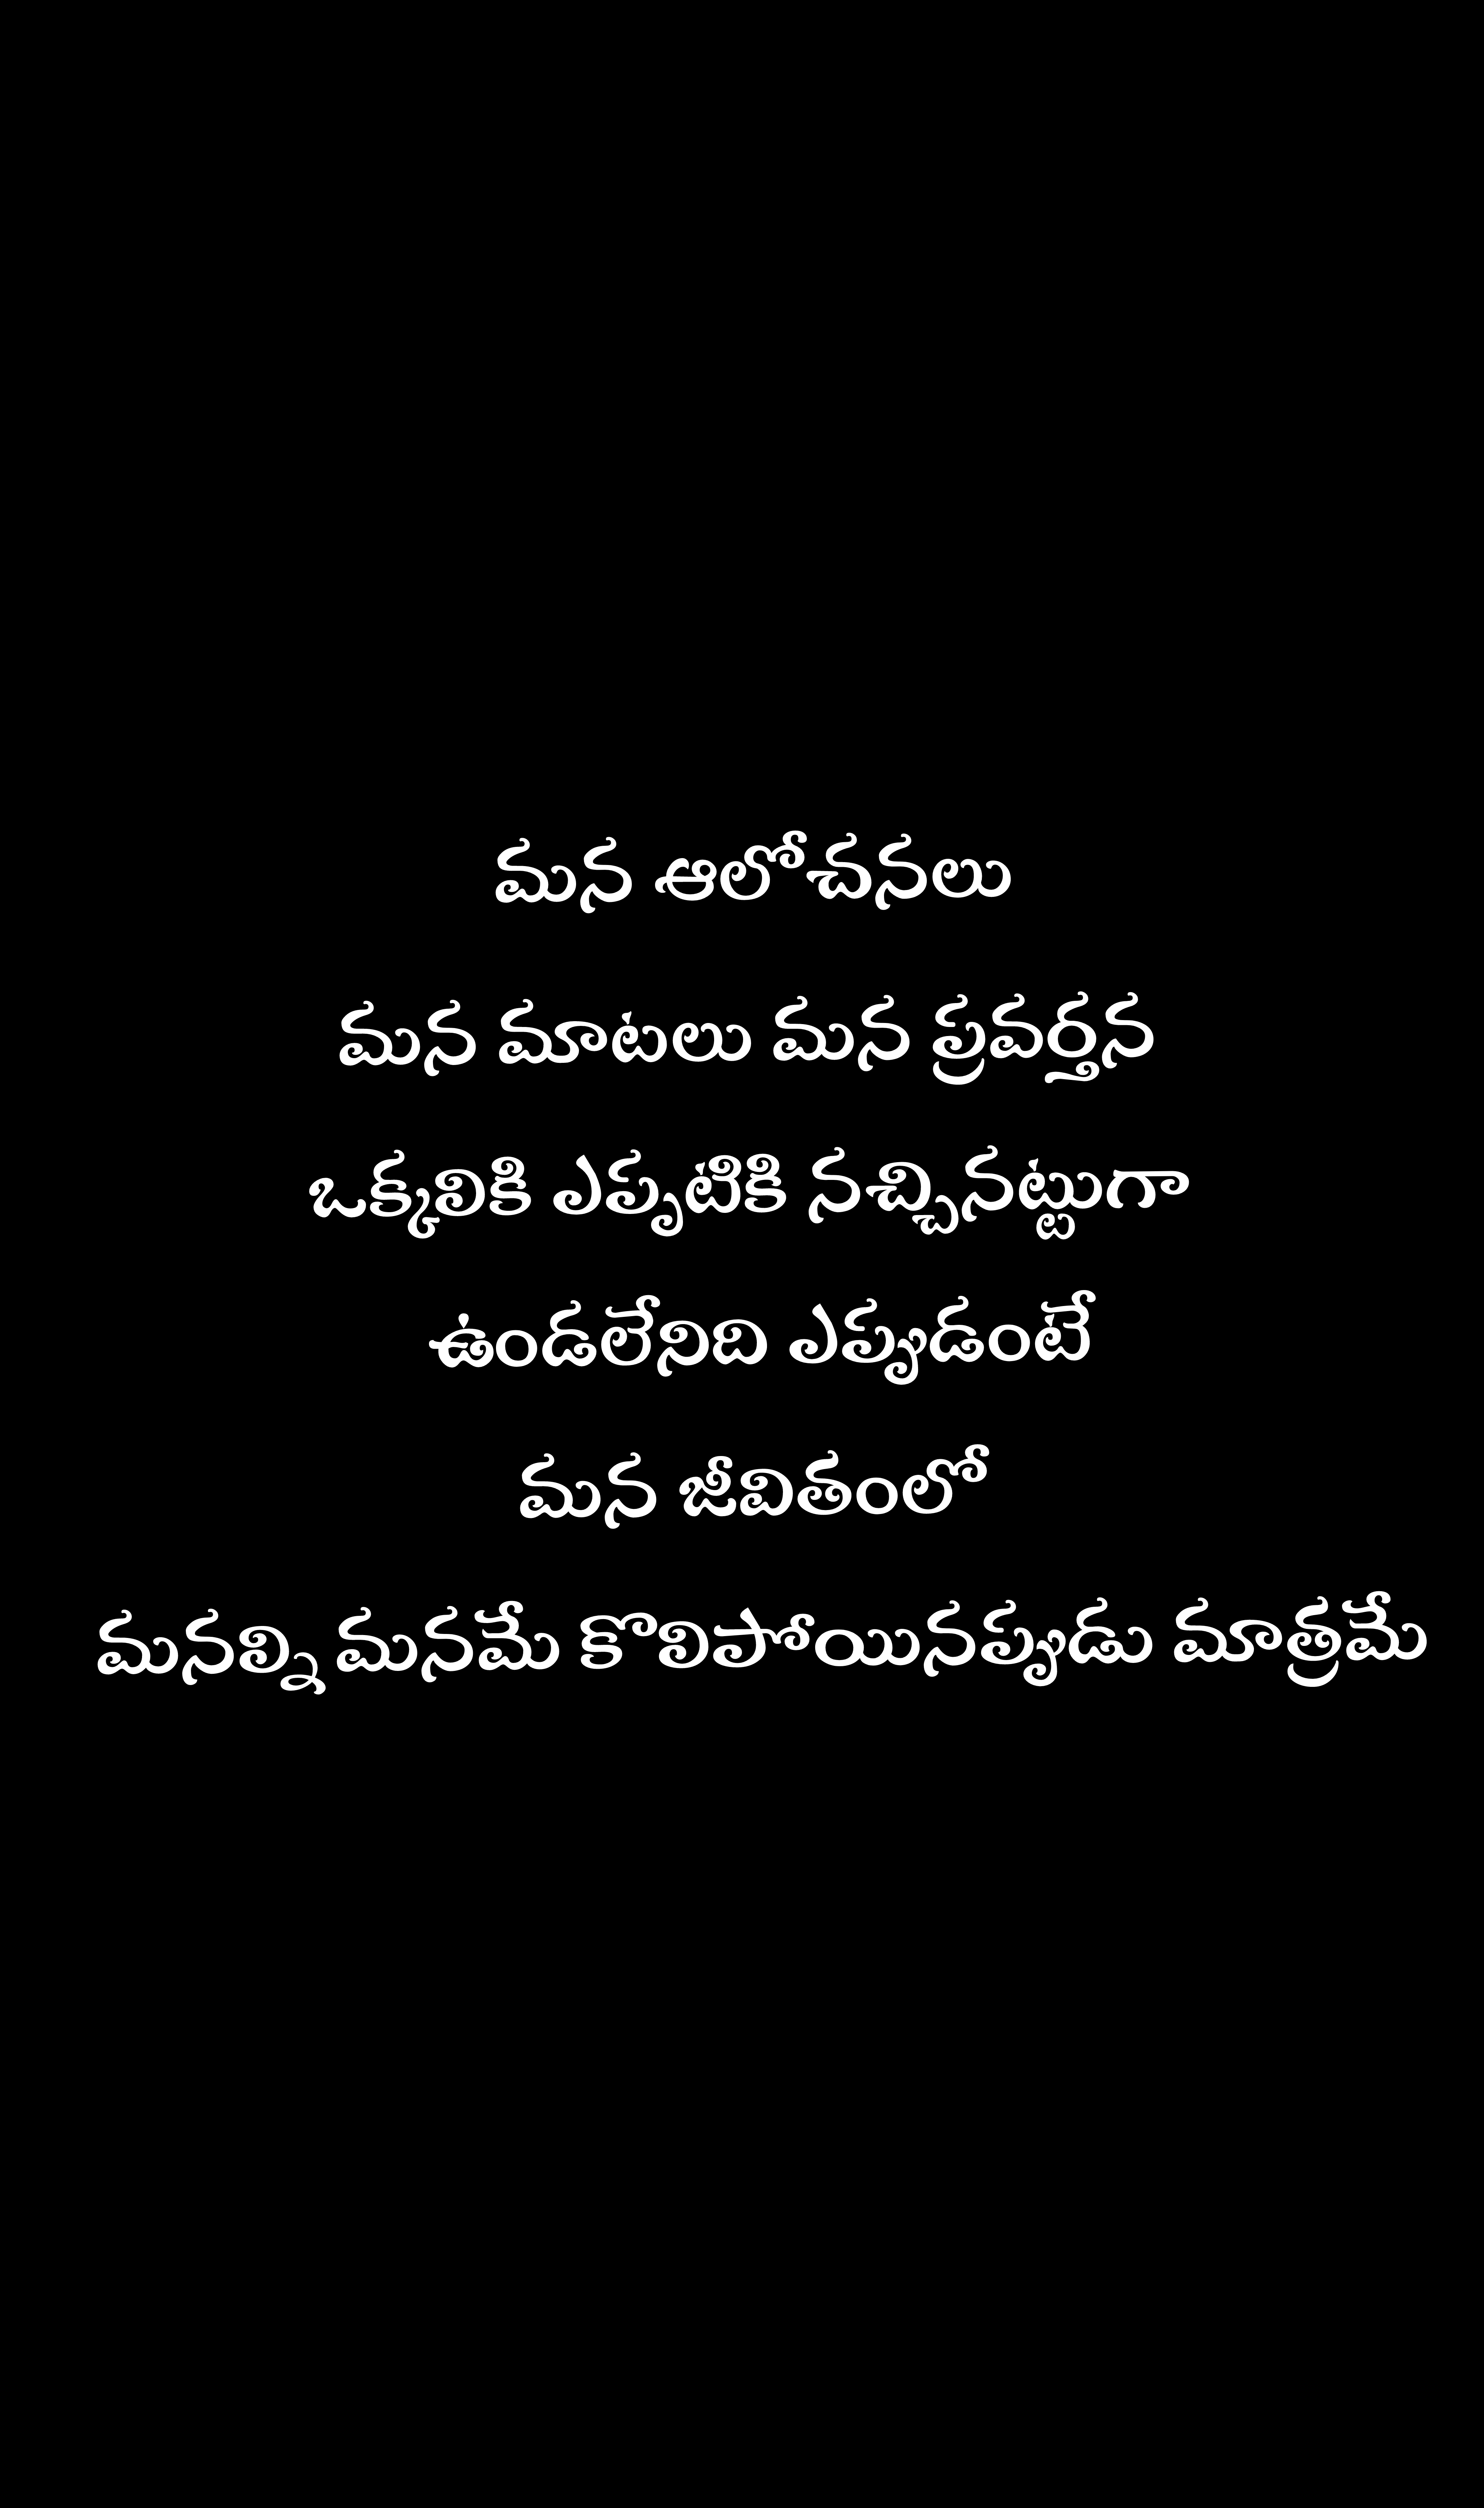 మన ఆలోచనలు
మన మాటలు మన ప్రవర్తన
ఒక్కరికి ఎప్పటికి నచ్చినట్టుగా
ఉండలేనిది ఎప్పుడంటే
మన జీవితంలో
మనల్ని మనమే కోల్పోయినప్పుడు మాత్రమే